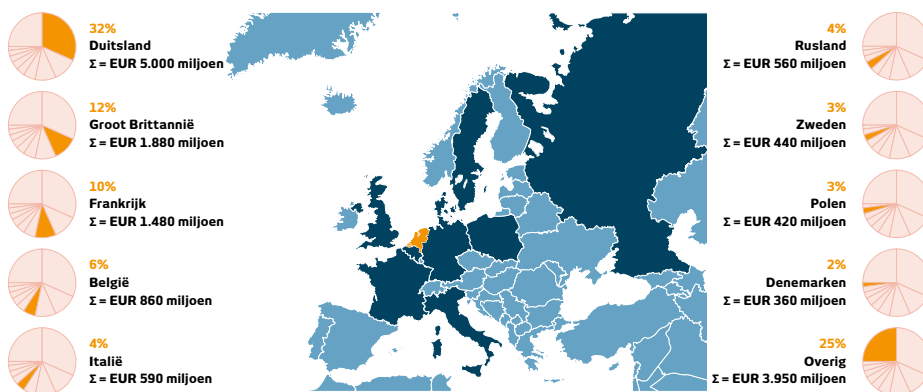 32%
Duitsland
Σ = EUR 5.000 miljoen
12%
Groot Brittannië
Σ = EUR 1.880 miljoen
10%
Frankrijk
Σ = EUR 1.480 miljoen
6%
België
Σ = EUR 860 miljoen
4%
Italië
Σ = EUR 590 miljoen
4%
Rusland
Σ = EUR 560 miljoen
3%
Zweden
Σ = EUR 440 miljoen
3%
Polen
Σ = EUR 420 miljoen
2%
Denemarken
Σ = EUR 360 miljoen
25%
Overig
Σ = EUR 3.950 miljoen